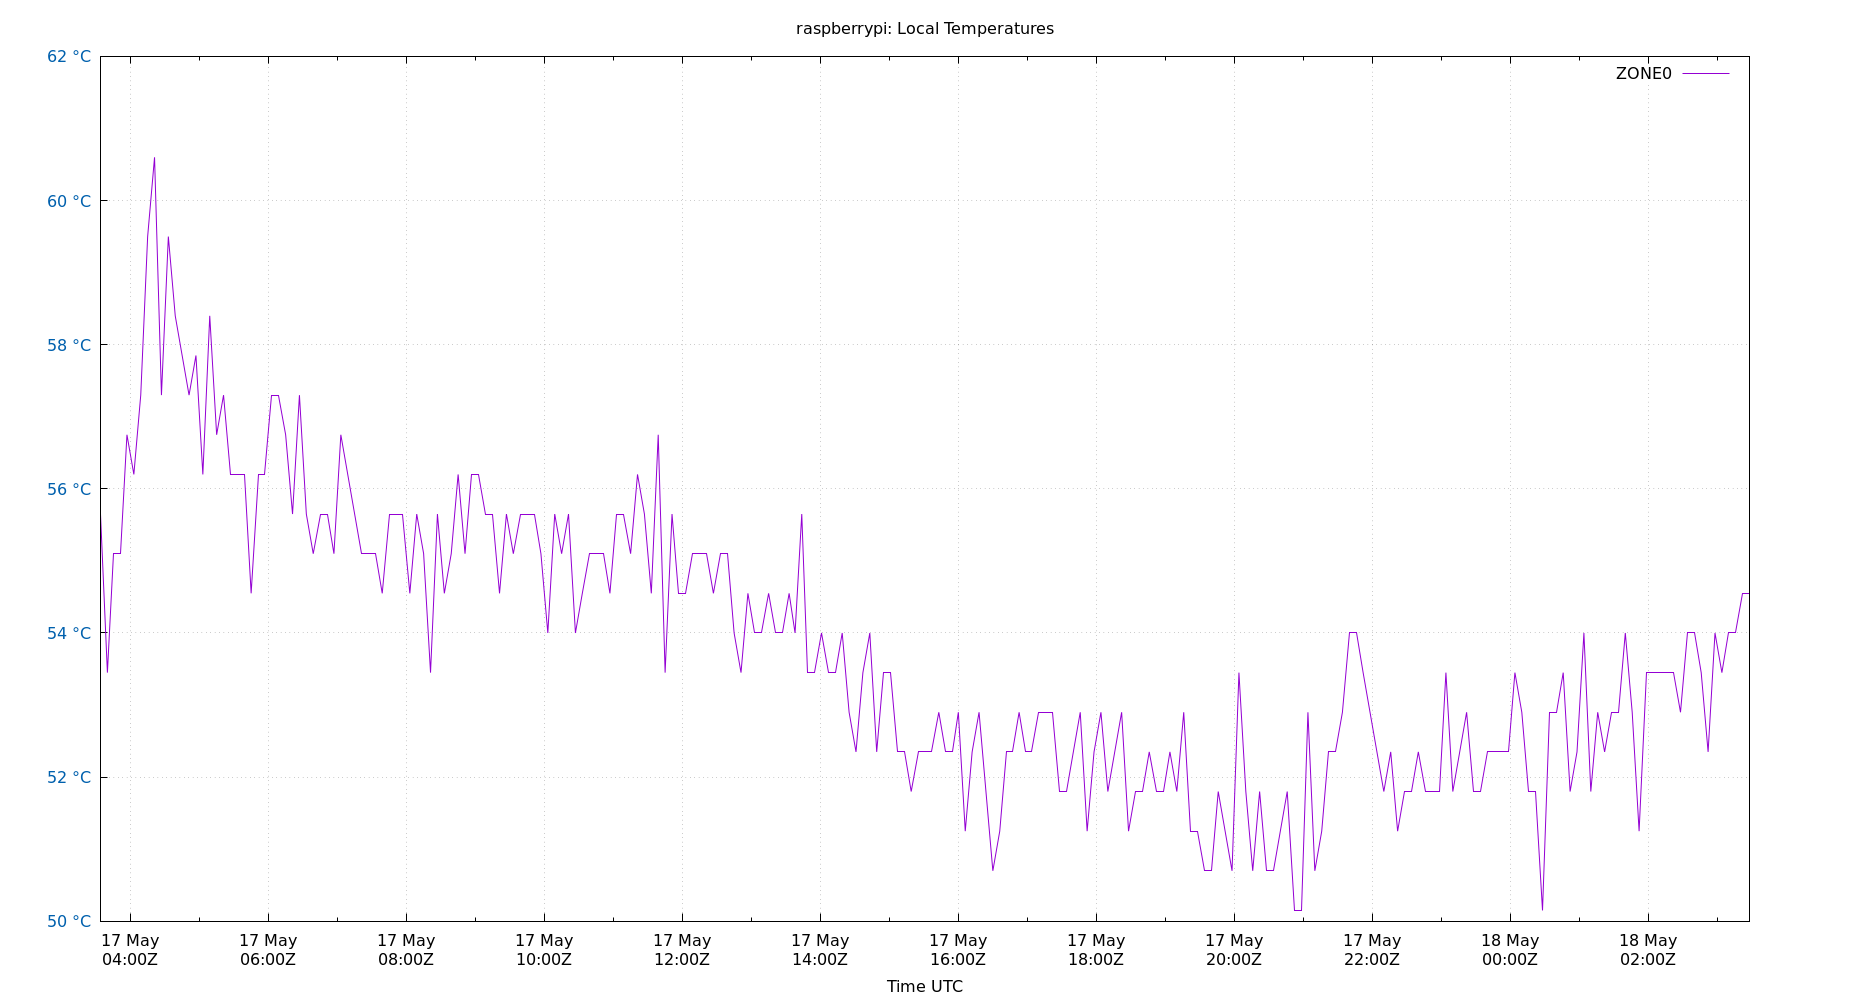 raspberrypi: Local Temperatures
62 °C
ZONE0
60 °C
58 °C
56 °C
54 °C
52 °C
50 °C
17 May 17 May 17 May 17 May 17 May 17 May 17 May 17 May 17 May 17 May 18 May 18 May
04:00Z 06:00Z 08:00Z 10:00Z 12:00Z 14:00Z 16:00Z 18:00Z 20:00Z 22:00Z 00:00Z 02:00Z
Time UTC